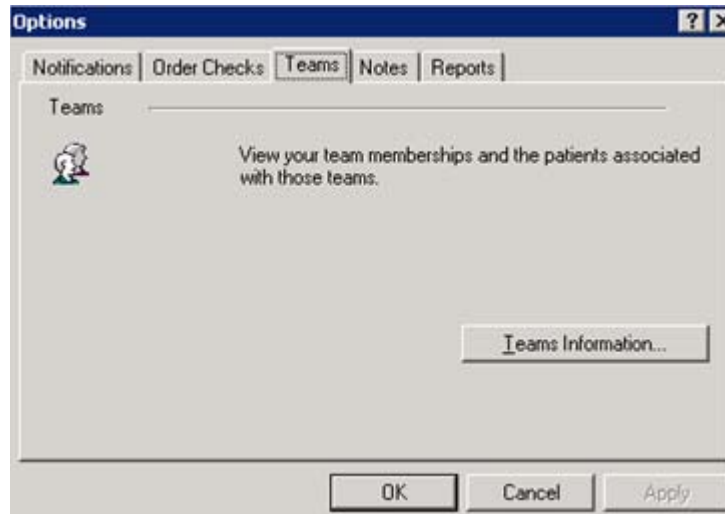 Options
Notifications Order Checks Teams Notes Reports
Teams
View your team memberships and the patients associated
with those teams.
Teams Information...
OK Cancel Apply